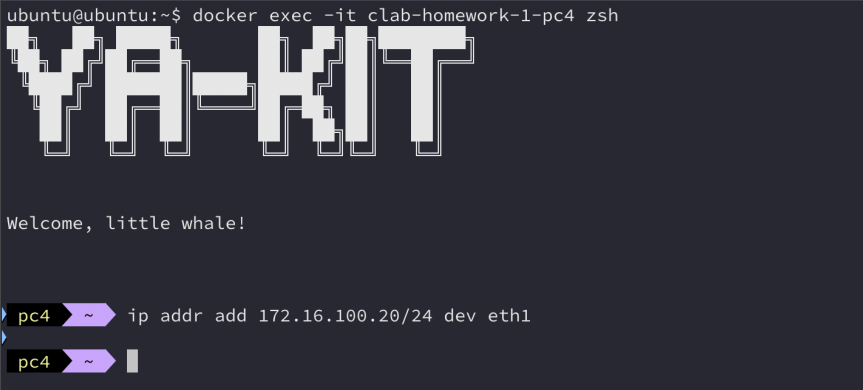 ubuntu@ubuntu:~$ docker exec -it clab-homework-1-pc4 zsh
YA-KIT
Welcome, little whale!
pc4 ~ ip addr add 172.16.100.20/24 dev eth1
pc4 ~